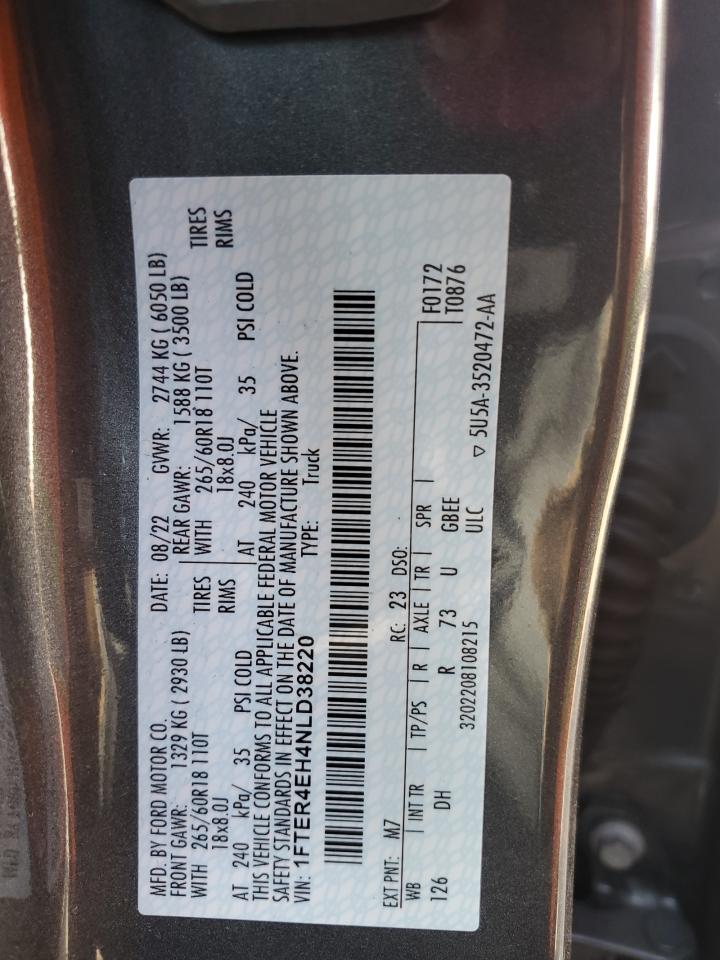 MFD. BY FORD MOTOR CO.
DATE: 08/22 GVWR: 2744 KG ( 6050 LB)
FRONT GAWR: 1329 KG ( 2930 LB) REAR GAWR: 1588 KG ( 3500 LB)
WITH 265/60R18 110T TIRES WITH 265/60R18 110T TIRES
18x8.0J RIMS 18x8.0J RIMS
AT 240 kPa/ 35 PSI COLD AT 240 kPa/ 35 PSI COLD
THIS VEHICLE CONFORMS TO ALL APPLICABLE FEDERAL MOTOR VEHICLE
SAFETY STANDARDS IN EFFECT ON THE DATE OF MANUFACTURE SHOWN ABOVE.
VIN: 1FTER4EH4NLD38220 TYPE: Truck
EXT PNT: M7 RC: 23 DSO:
WB INT TR TP/PS R AXLE TR SPR F0172
126 DH R 73 U GBEE T0876
3202208108215 ULC
▽ 5U5A-3520472-AA